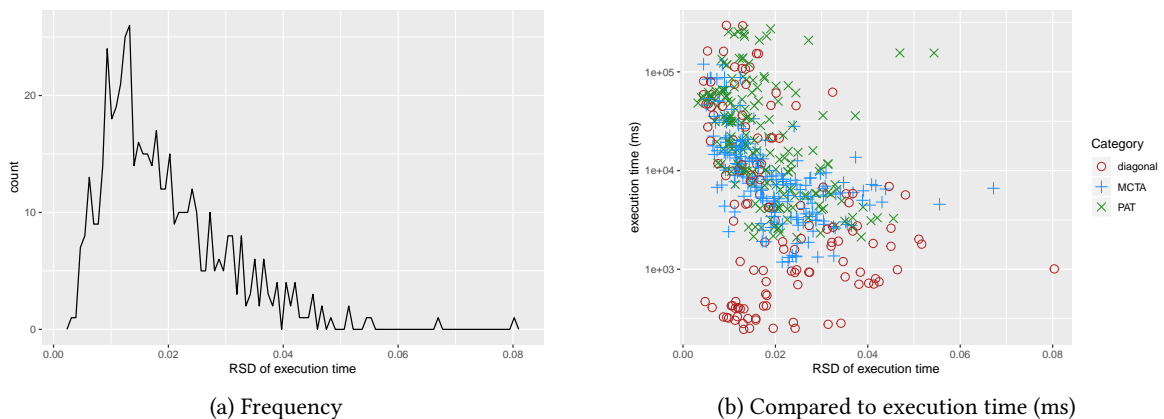 20
10
0
count
0.00 0.02 0.04 0.06 0.08
RSD of execution time
(a) Frequency
1e+05
1e+04
1e+03
execution time (ms)
0.00 0.02 0.04 0.06 0.08
RSD of execution time
Category
diagonal
MCTA
PAT
(b) Compared to execution time (ms)